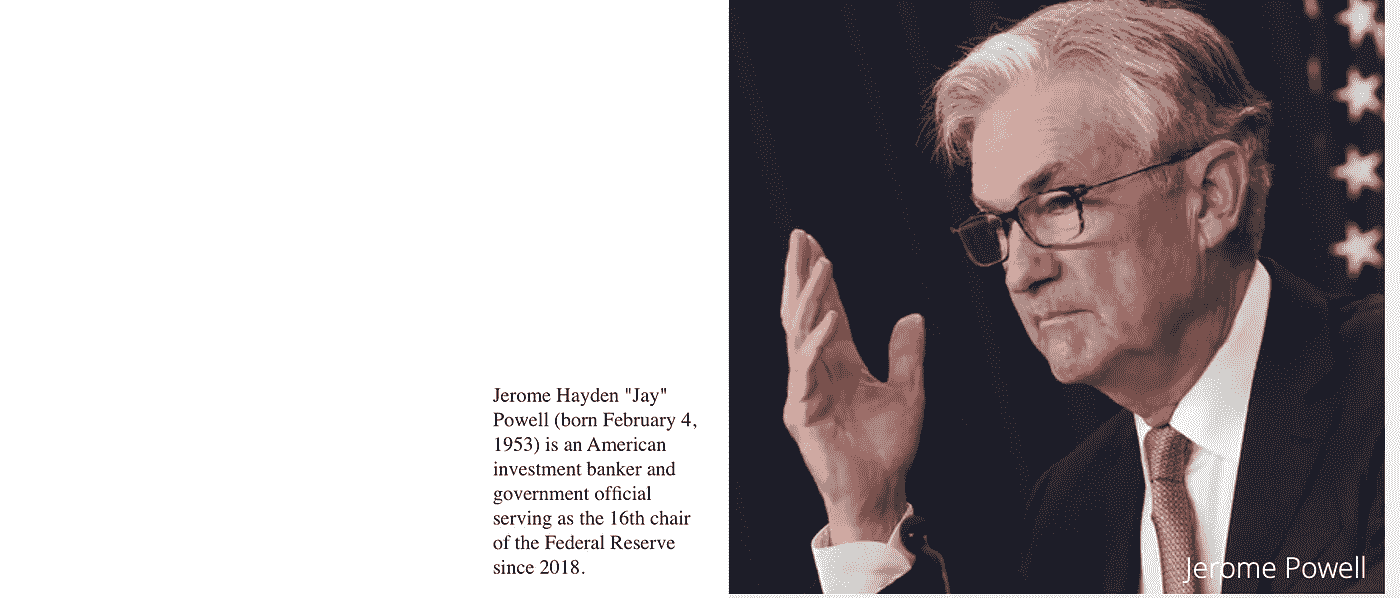 Jerome Hayden "Jay"
Powell (born February 4,
1953) is an American
investment banker and
government official
serving as the 16th chair
of the Federal Reserve
since 2018.
Jerome Powell